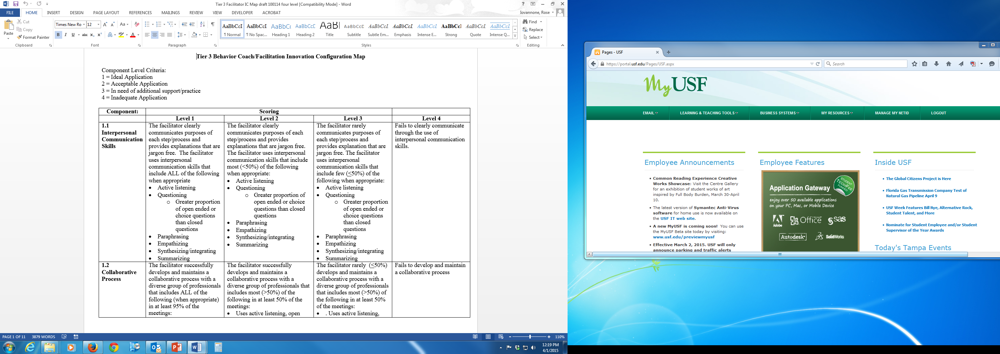 Tier 3 Facilitator IC Map draft 100114 four level [Compatibility Mode] - Word
FILE HOME INSERT DESIGN PAGE LAYOUT REFERENCES MAILINGS REVIEW VIEW DEVELOPER ACROBAT
Iovannone, Rose
Paste
Cut
Copy
Format Painter
Clipboard
Times New Ro 12
Font
Paragraph
AaBbCcI AaBbCcI AaBbCc AaBbCcD AaBl AaBbCcD AaBbCcL AaBbCcL AaBbCcL AaBbCcI AaBbCcL AaBbCcL
¶ Normal ¶ No Spac... Heading 1 Heading 2 Title Subtitle Subtle Em... Emphasis Intense E... Strong Quote Intense Q...
Styles
Find
Replace
Select
Editing
Tier 3 Behavior Coach/Facilitation Innovation Configuration Map
Component Level Criteria:
1 = Ideal Application
2 = Acceptable Application
3 = In need of additional support/practice
4 = Inadequate Application
Component: Scoring
Level 1 Level 2 Level 3 Level 4
1.1
Interpersonal
Communication
Skills
The facilitator clearly
communicates purposes of
each step/process and
provides explanations that are
jargon free.  The facilitator
uses interpersonal
communication skills that
include ALL of the following
when appropriate
• Active listening
• Questioning
o Greater proportion
of open ended or
choice questions
than closed
questions
• Paraphrasing
• Empathizing
• Synthesizing/integrating
• Summarizing
The facilitator clearly
communicates purposes of each
step/process and provides
explanations that are jargon free.
The facilitator uses interpersonal
communication skills that include
most (<50%) of the following
when appropriate:
• Active listening
• Questioning
o Greater proportion of
open ended or choice
questions than closed
questions
• Paraphrasing
• Empathizing
• Synthesizing/integrating
• Summarizing
The facilitator rarely
communicates purposes of
each step/process and
provides explanation that are
jargon free. The facilitator
uses interpersonal
communication skills that
include few (≤50%) of the
following when appropriate:
• Active listening
• Questioning
o Greater proportion
of open ended or
choice questions
than closed
questions
• Paraphrasing
• Empathizing
• Synthesizing/integrating
• Summarizing
Fails to clearly communicate
through the use of
interpersonal communication
skills.
1.2
Collaborative
Process
The facilitator successfully
develops and maintains a
collaborative process with a
diverse group of professionals
that includes ALL of the
following (when appropriate)
in at least 95% of the
meetings:
The facilitator successfully
develops and maintains a
collaborative process with a
diverse group of professionals that
includes most (>50%) of the
following in at least 50% of the
meetings:
• Uses active listening, open
The facilitator rarely  (≤50%)
develops and maintains a
collaborative process with a
diverse group of professionals
that includes most (>50%) of
the following in at least 50%
of the meetings:
• . Uses active listening,
Fails to develop and maintain
a collaborative process
PAGE 1 OF 11 3879 WORDS
110%
12:19 PM
4/1/2015
Pages - USF
https://portal.usf.edu/Pages/USF.aspx
Search
My USF
EMAIL LEARNING & TEACHING TOOLS BUSINESS SYSTEMS MY RESOURCES MANAGE MY NETID LOGOUT
Employee Announcements
• Common Reading Experience Creative
Works Showcase: Visit the Centre Gallery
for an exhibition of student works of art
inspired by Full Body Burden, March 30-April
10.
• The latest version of Symantec Anti-Virus
software for home use is now available on
the USF IT web site.
• A new MyUSF is coming soon!  You can use
the MyUSF Beta site today by visiting:
www.usf.edu/previewmyusf
• Effective March 2, 2015. USF will only
announce parking and traffic alerts
Employee Features
STUDENT
TECHFEE
FUNDED
Application Gateway
enjoy over 50 available applications
on your PC, Mac, or Mobile Device
Adobe
Office
sas
Autodesk
SolidWorks
Inside USF
• The Global Citizens Project is Here
• Florida Gas Transmission Company Test of
Natural Gas Pipeline April 9
• USF Week Features Bill Nye, Alternative Rock,
Student Talent, and More
• Nominate for Student Employee and/or Student
Supervisor of the Year Awards
Today's Tampa Events